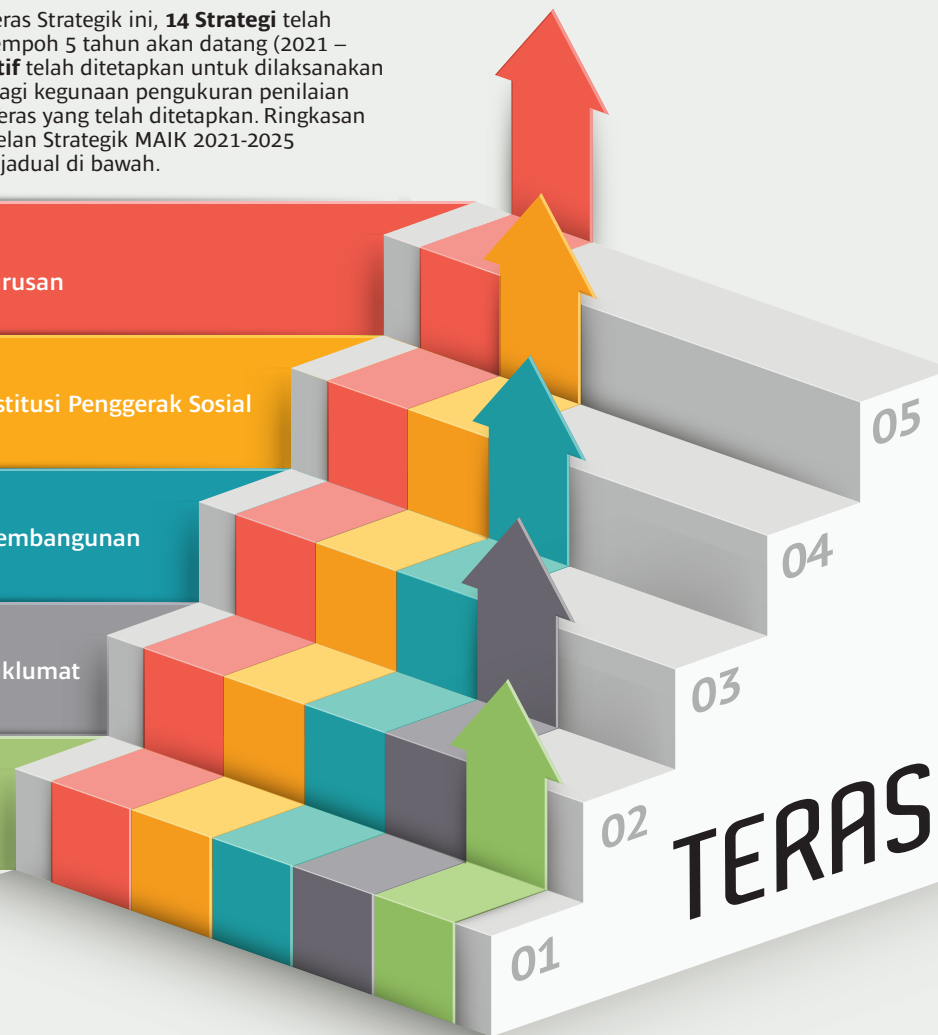 eras Strategik ini, 14 Strategi telah
empoh 5 tahun akan datang (2021 –
tif telah ditetapkan untuk dilaksanakan
agi kegunaan pengukuran penilaian
eras yang telah ditetapkan. Ringkasan
elan Strategik MAIK 2021-2025
jadual di bawah.
rusan
stitusi Penggerak Sosial
embangunan
klumat
05
04
03
02
01
TERAS